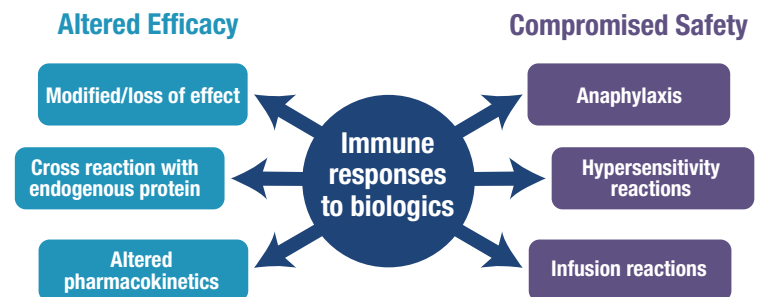 Altered Efficacy
Compromised Safety
Modified/loss of effect
Cross reaction with
endogenous protein
Altered
pharmacokinetics
Immune
responses
to biologics
Anaphylaxis
Hypersensitivity
reactions
Infusion reactions